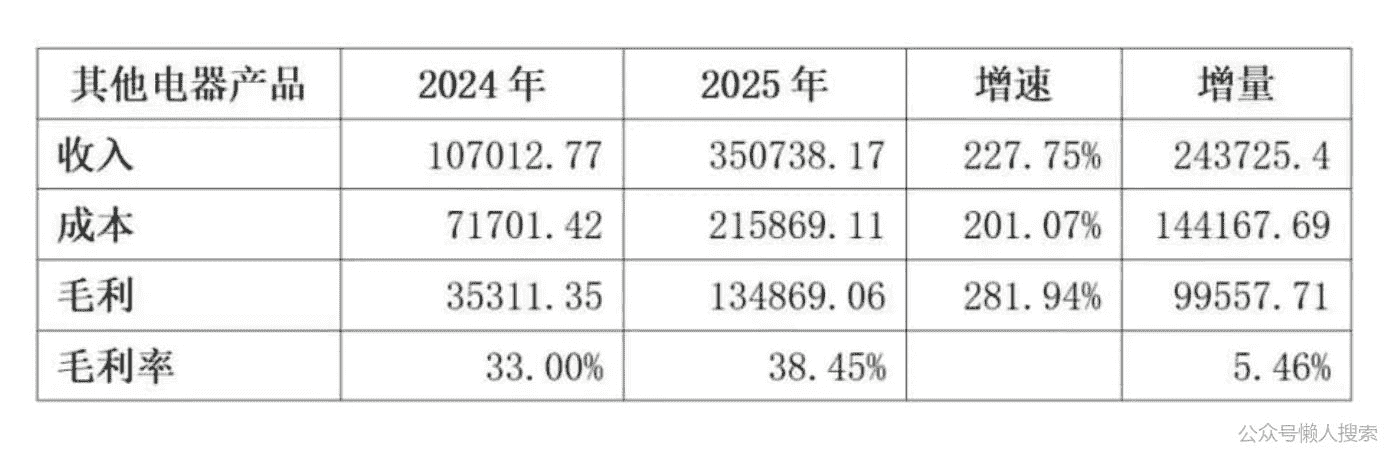 其他电器产品 2024 年 2025 年 增速 增量
收入 107012.77 350738.17 227.75% 243725.4
成本 71701.42 215869.11 201.07% 144167.69
毛利 35311.35 134869.06 281.94% 99557.71
毛利率 33.00% 38.45% 5.46%
公众号懒人搜索